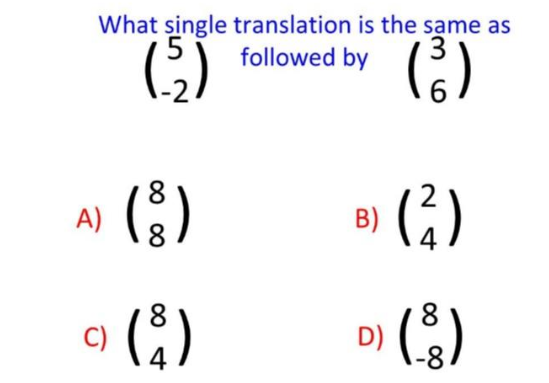 What single translation is the same as
(5
-2) followed by (3
6)
A) (8
8)
B) (2
4)
C) (8
4)
D) (8
-8)